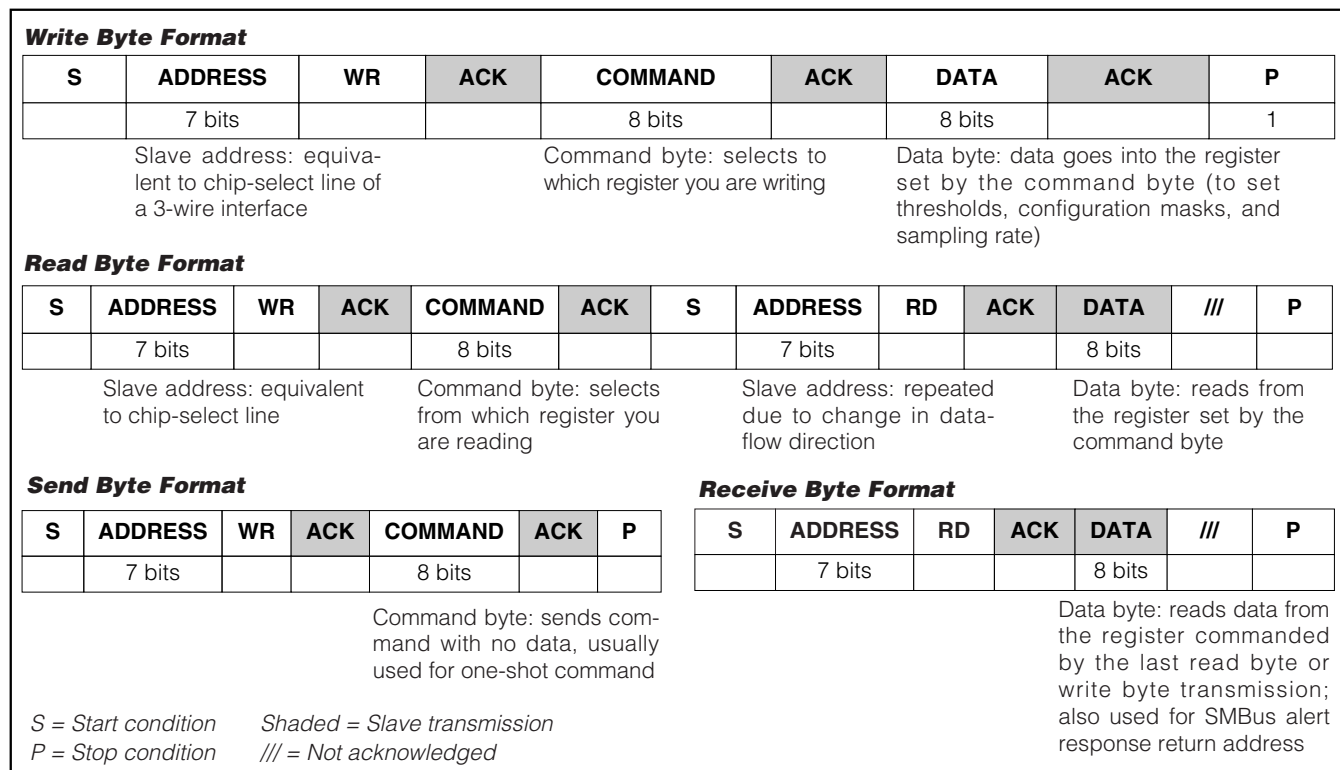 Write Byte Format
S ADDRESS WR ACK COMMAND ACK DATA ACK P
7 bits 8 bits 8 bits 1
Slave address: equiva-
lent to chip-select line of
a 3-wire interface
Command byte: selects to
which register you are writing
Data byte: data goes into the register
set by the command byte (to set
thresholds, configuration masks, and
sampling rate)
Read Byte Format
S ADDRESS WR ACK COMMAND ACK S ADDRESS RD ACK DATA /// P
7 bits 8 bits 7 bits 8 bits
Slave address: equivalent
to chip-select line
Command byte: selects
from which register you
are reading
Slave address: repeated
due to change in data-
flow direction
Data byte: reads from
the register set by the
command byte
Send Byte Format
S ADDRESS WR ACK COMMAND ACK P
7 bits 8 bits
Command byte: sends com-
mand with no data, usually
used for one-shot command
Receive Byte Format
S ADDRESS RD ACK DATA /// P
7 bits 8 bits
Data byte: reads data from
the register commanded
by the last read byte or
write byte transmission;
also used for SMBus alert
response return address
S = Start condition Shaded = Slave transmission
P = Stop condition /// = Not acknowledged